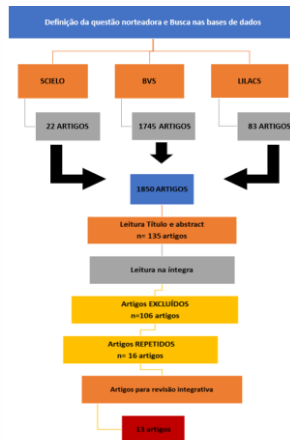 Definição da questão norteadora e Busca nas bases de dados
SCIELO
BVS
LILACS
22 ARTIGOS
1745 ARTIGOS
83 ARTIGOS
1850 ARTIGOS
Leitura Título e abstract
n= 135 artigos
Leitura na íntegra
Artigos EXCLUÍDOS
n=106 artigos
Artigos REPETIDOS
n= 16 artigos
Artigos para revisão integrativa
13 artigos